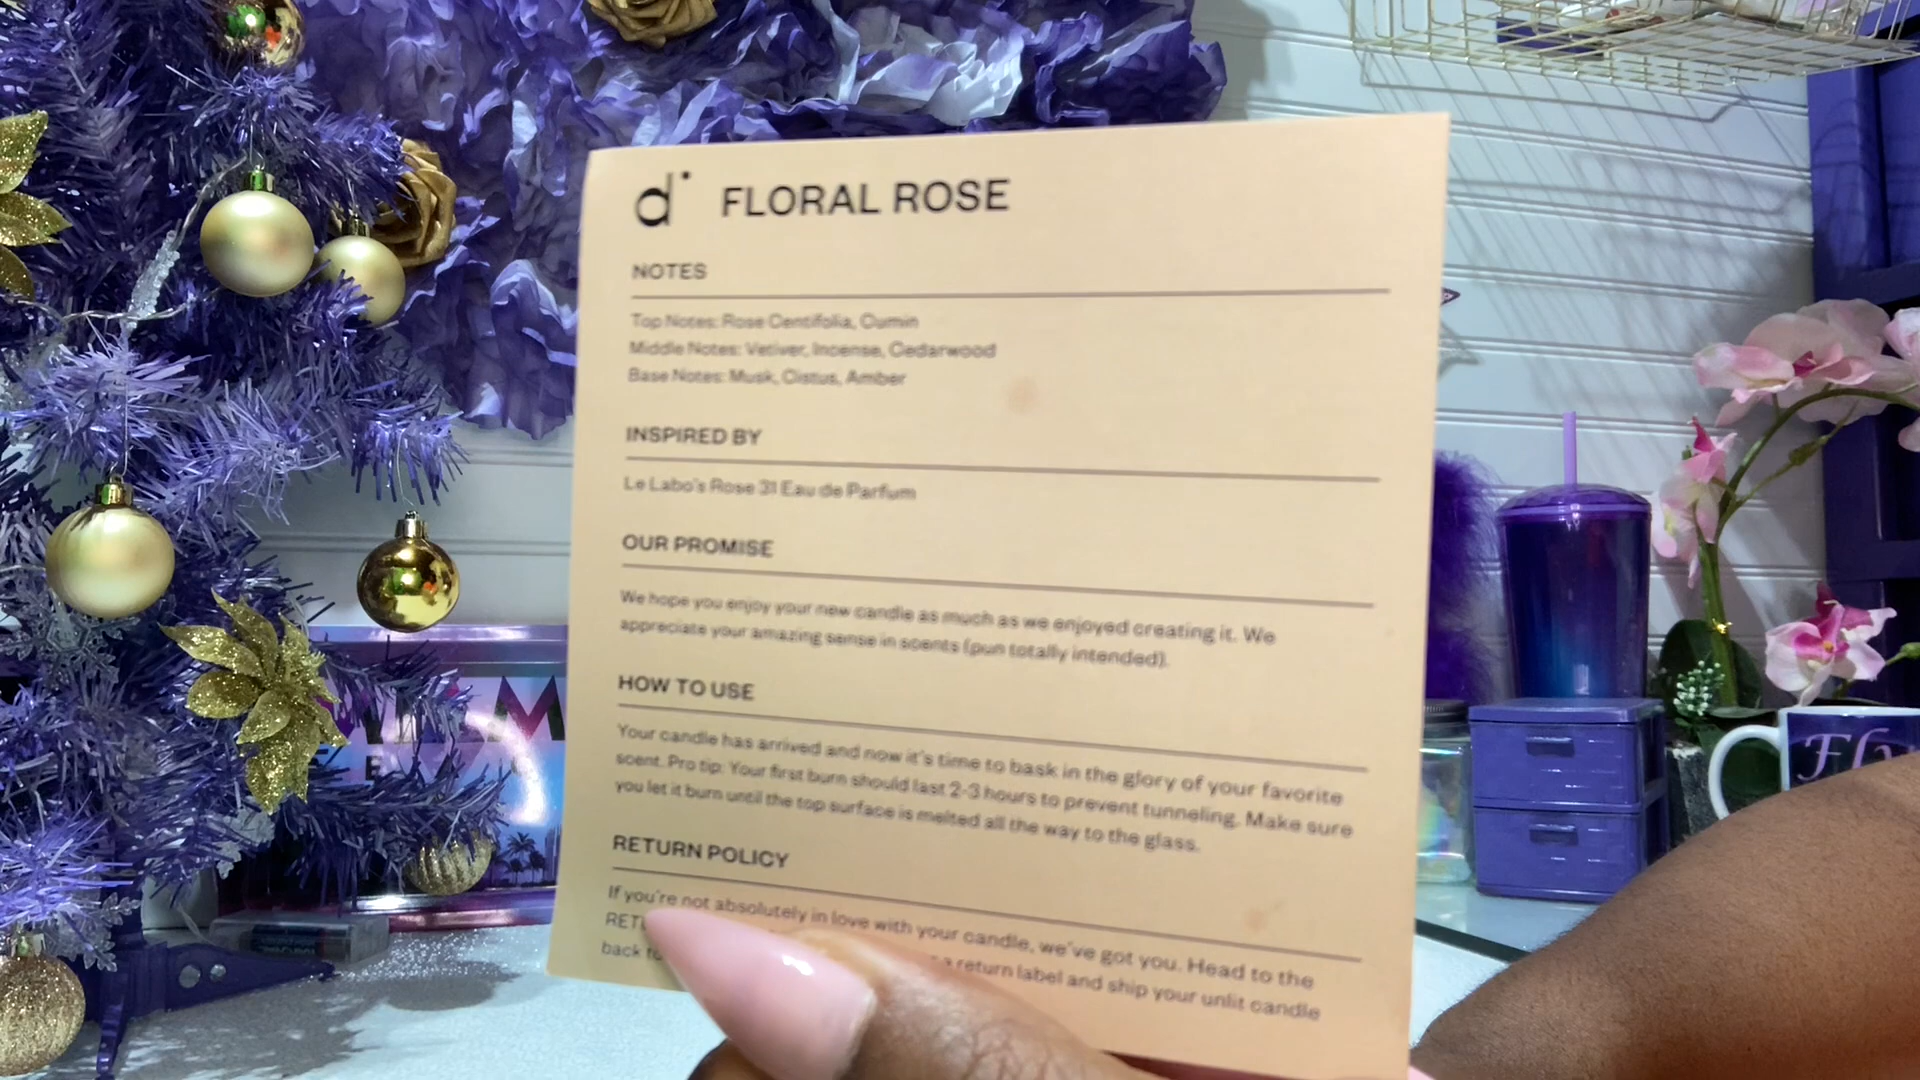 d FLORAL ROSE
NOTES
Top Notes: Rose Centifolia, Cumin
Middle Notes: Vetiver, Incense, Cedarwood
Base Notes: Musk, Cistus, Amber
INSPIRED BY
Le Labo's Rose 31 Eau de Parfum
OUR PROMISE
We hope you enjoy your new candle as much as we enjoyed creating it. We
appreciate your amazing sense in scents (pun totally intended).
HOW TO USE
Your candle has arrived and now it's time to bask in the glory of your favorite
scent. Pro tip: Your first burn should last 2-3 hours to prevent tunneling. Make sure
you let it burn until the top surface is melted all the way to the glass.
RETURN POLICY
If you're not absolutely in love with your candle, we've got you. Head to the
a return label and ship your unlit candle
back to